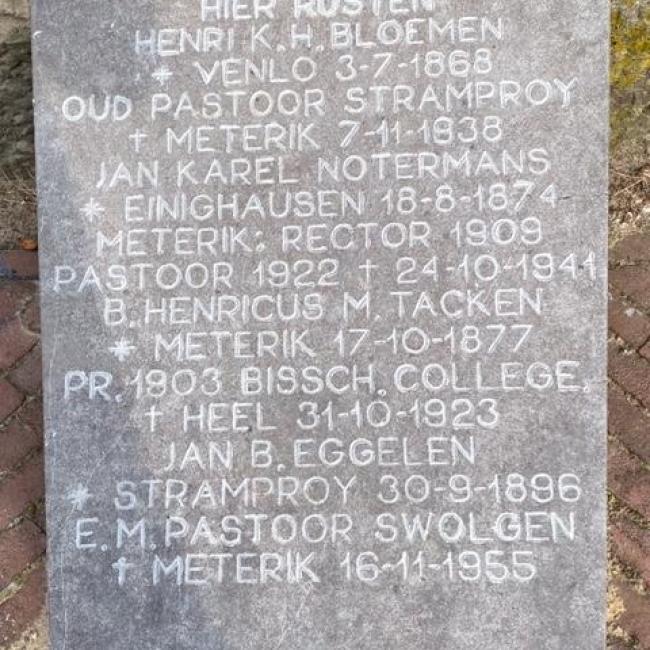 HIER RUSTEN
HENRI K.H. BLOEMEN
* VENLO 3-7-1868
OUD PASTOOR STRAMPROY
† METERIK 7-11-1938
JAN KAREL NOTERMANS
* EINIGHAUSEN 18-8-1874
METERIK: RECTOR 1909
PASTOOR 1922 † 24-10-1941
B. HENRICUS M. TACKEN
* METERIK 17-10-1877
PR. 1903 BISSCH. COLLEGE.
† HEEL 31-10-1923
JAN B. EGGELEN
* STRAMPROY 30-9-1896
E.M. PASTOOR SWOLGEN
† METERIK 16-11-1955